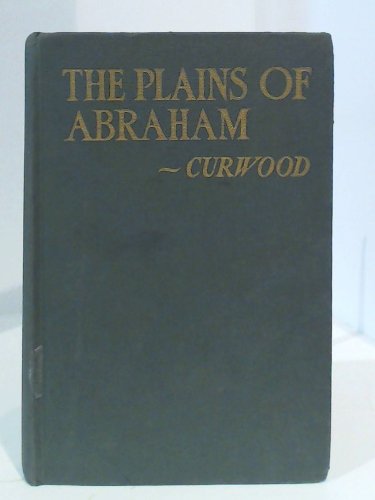 THE PLAINS OF
ABRAHAM
~CURWOOD